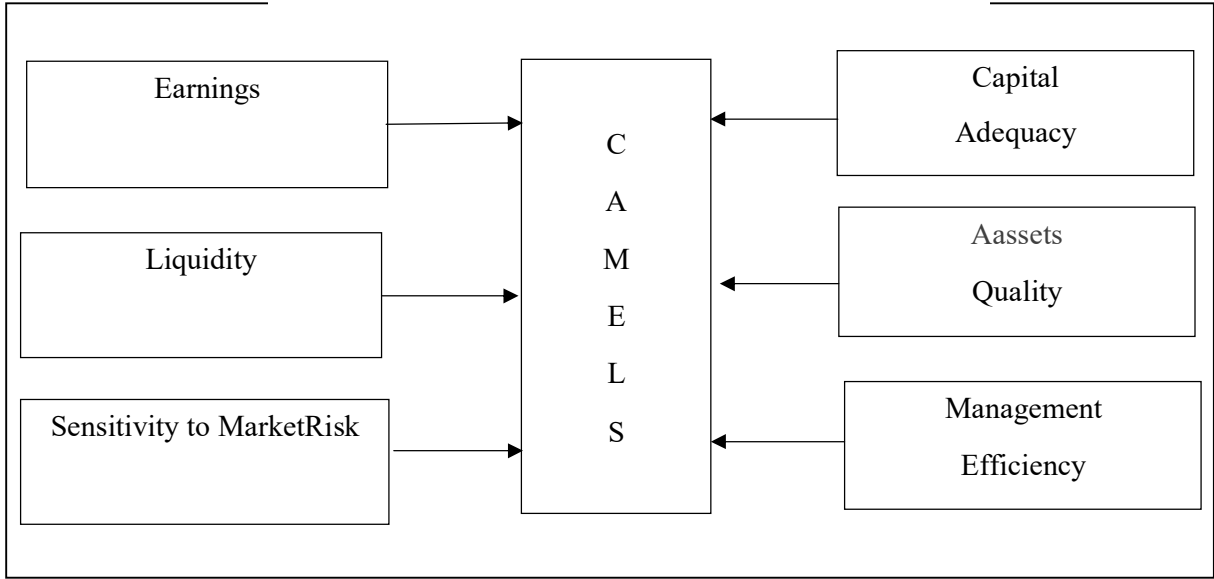 Earnings
Liquidity
Sensitivity to MarketRisk
C
A
M
E
L
S
Capital
Adequacy
Aassets
Quality
Management
Efficiency